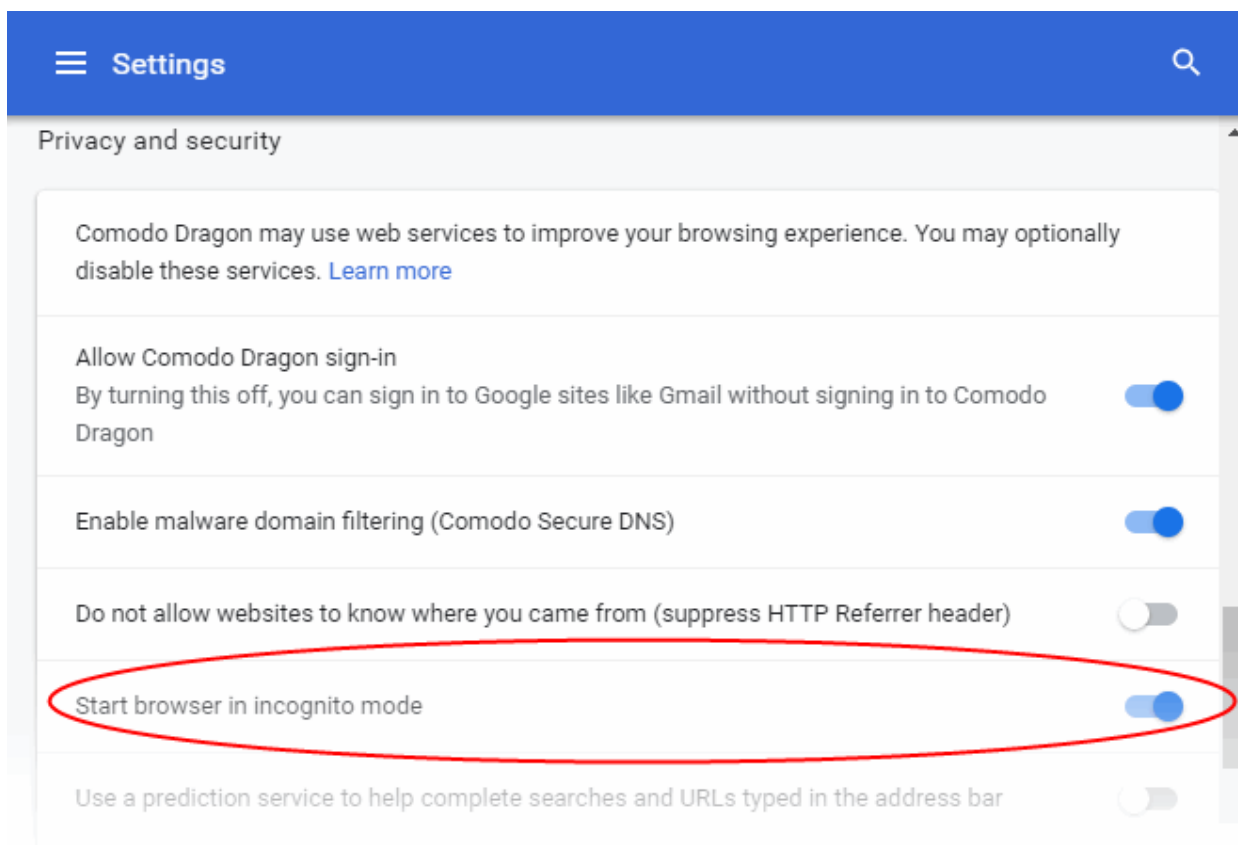 Settings
Privacy and security
Comodo Dragon may use web services to improve your browsing experience. You may optionally
disable these services. Learn more
Allow Comodo Dragon sign-in
By turning this off, you can sign in to Google sites like Gmail without signing in to Comodo
Dragon
Enable malware domain filtering (Comodo Secure DNS)
Do not allow websites to know where you came from (suppress HTTP Referrer header)
Start browser in incognito mode
Use a prediction service to help complete searches and URLs typed in the address bar